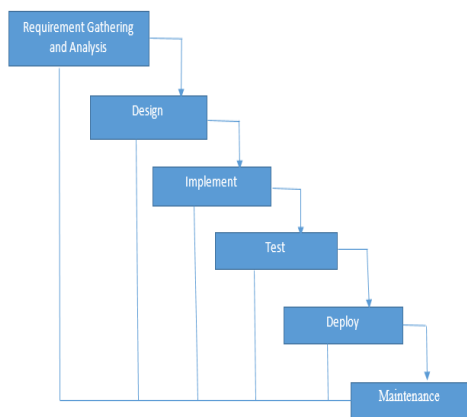 Requirement Gathering
and Analysis
Design
Implement
Test
Deploy
Maintenance